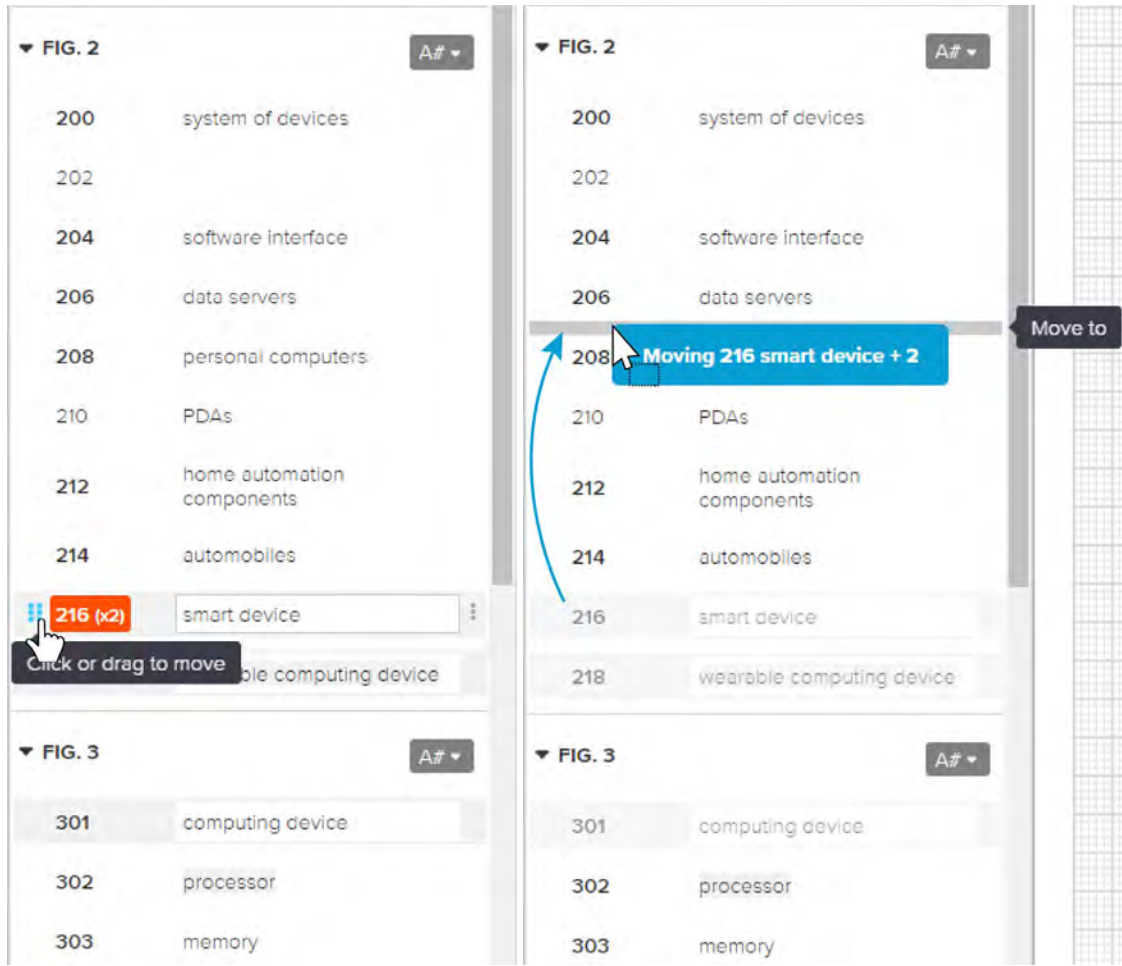 FIG. 2
A#
200 system of devices
202
204 software interface
206 data servers
208 personal computers
210 PDAs
212 home automation
components
214 automobiles
216 (x2) smart device
Click or drag to move
ble computing device
FIG. 3
A#
301 computing device
302 processor
303 memory
FIG. 2
A#
200 system of devices
202
204 software interface
206 data servers
Move to
208 Moving 216 smart device + 2
210 PDAs
212 home automation
components
214 automobiles
216 smart device
218 wearable computing device
FIG. 3
A#
301 computing device
302 processor
303 memory